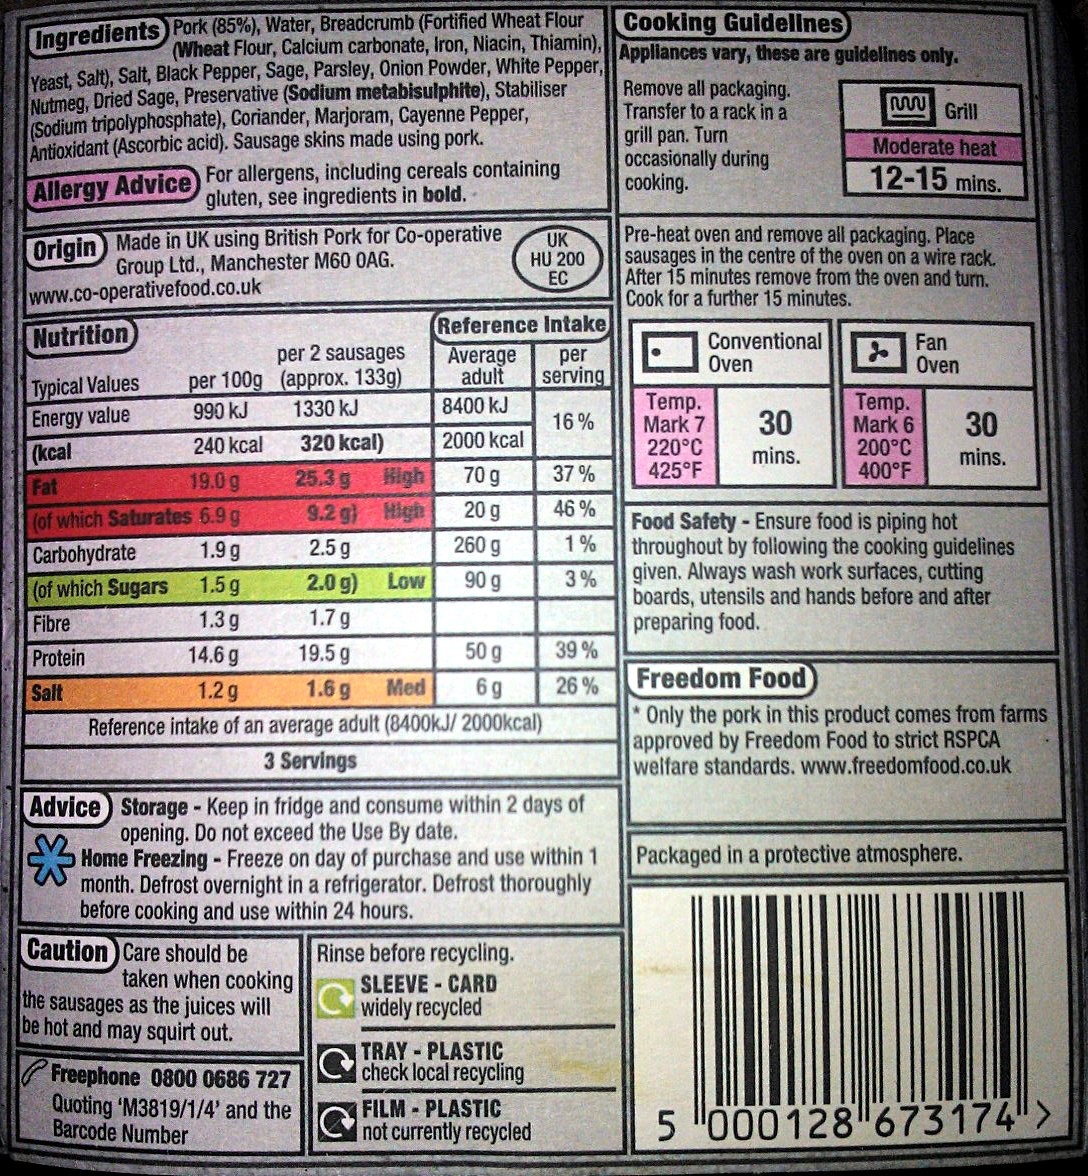 Ingredients Pork (85%), Water, Breadcrumb (Fortified Wheat Flour
(Wheat Flour, Calcium carbonate, Iron, Niacin, Thiamin),
Yeast, Salt), Salt, Black Pepper, Sage, Parsley, Onion Powder, White Pepper,
Nutmeg, Dried Sage, Preservative (Sodium metabisulphite), Stabiliser
(Sodium tripolyphosphate), Coriander, Marjoram, Cayenne Pepper,
Antioxidant (Ascorbic acid). Sausage skins made using pork.
Allergy Advice For allergens, including cereals containing
gluten, see ingredients in bold.
Origin Made in UK using British Pork for Co-operative
Group Ltd., Manchester M60 0AG.
www.co-operativefood.co.uk
UK
HU 200
EC
Nutrition
Reference Intake
Typical Values per 100g per 2 sausages (approx. 133g) Average adult per serving
Energy value 990 kJ 1330 kJ 8400 kJ 16 %
(kcal 240 kcal 320 kcal) 2000 kcal
Fat 19.0 g 25.3 g High 70 g 37 %
(of which Saturates 6.9 g 9.2 g) High 20 g 46 %
Carbohydrate 1.9 g 2.5 g 260 g 1 %
(of which Sugars 1.5 g 2.0 g) Low 90 g 3 %
Fibre 1.3 g 1.7 g
Protein 14.6 g 19.5 g 50 g 39 %
Salt 1.2 g 1.6 g Med 6 g 26 %
Reference intake of an average adult (8400kJ/ 2000kcal)
3 Servings
Advice Storage - Keep in fridge and consume within 2 days of
opening. Do not exceed the Use By date.
Home Freezing - Freeze on day of purchase and use within 1
month. Defrost overnight in a refrigerator. Defrost thoroughly
before cooking and use within 24 hours.
Caution Care should be
taken when cooking
the sausages as the juices will
be hot and may squirt out.
Freephone 0800 0686 727
Quoting 'M3819/1/4' and the
Barcode Number
Rinse before recycling.
SLEEVE - CARD
widely recycled
TRAY - PLASTIC
check local recycling
FILM - PLASTIC
not currently recycled
Cooking Guidelines
Appliances vary, these are guidelines only.
Remove all packaging.
Transfer to a rack in a
grill pan. Turn
occasionally during
cooking.
Grill
Moderate heat
12-15 mins.
Pre-heat oven and remove all packaging. Place
sausages in the centre of the oven on a wire rack.
After 15 minutes remove from the oven and turn.
Cook for a further 15 minutes.
Conventional
Oven
Temp.
Mark 7
220°C
425°F
30
mins.
Fan
Oven
Temp.
Mark 6
200°C
400°F
30
mins.
Food Safety - Ensure food is piping hot
throughout by following the cooking guidelines
given. Always wash work surfaces, cutting
boards, utensils and hands before and after
preparing food.
Freedom Food
* Only the pork in this product comes from farms
approved by Freedom Food to strict RSPCA
welfare standards. www.freedomfood.co.uk
Packaged in a protective atmosphere.
5 000128 673174 >